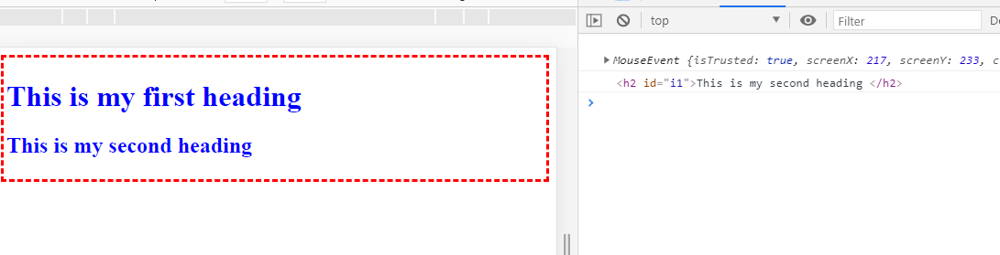 top
Filter
De
MouseEvent {isTrusted: true, screenX: 217, screenY: 233, c
<h2 id="i1">This is my second heading </h2>
This is my first heading
This is my second heading